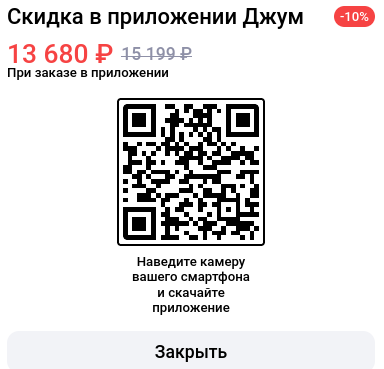 Скидка в приложении Джум
-10%
13 680 ₽ 15 199 ₽
При заказе в приложении
Наведите камеру
вашего смартфона
и скачайте
приложение
Закрыть